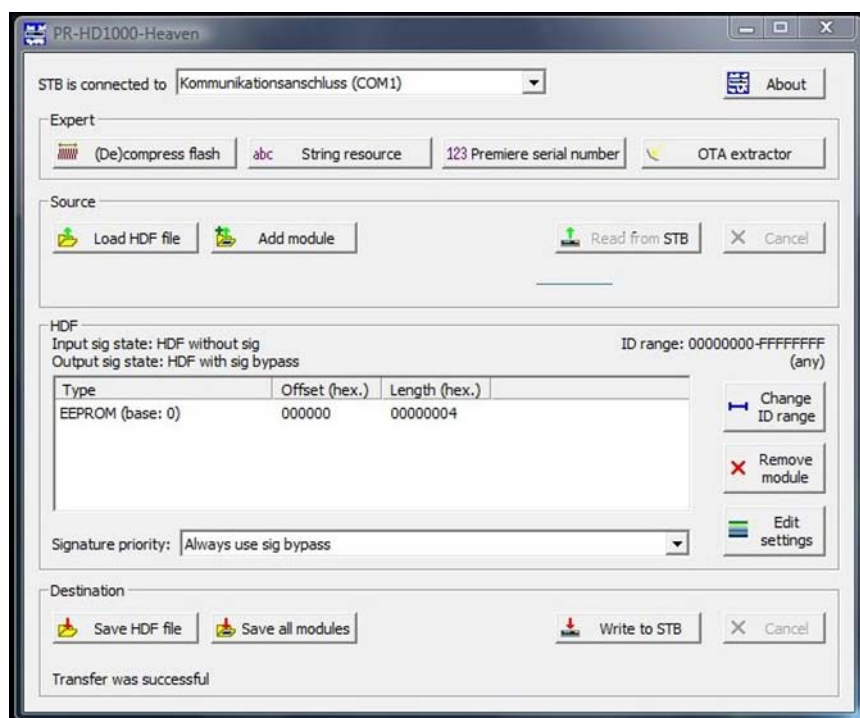 PR-HD1000-Heaven
STB is connected to Kommunikationsanschluss (COM1) About
Expert
(De)compress flash abc String resource 123 Premiere serial number OTA extractor
Source
Load HDF file Add module Read from STB Cancel
HDF
Input sig state: HDF without sig ID range: 00000000-FFFFFFFF
Output sig state: HDF with sig bypass (any)
Type Offset (hex.) Length (hex.)
EEPROM (base: 0) 000000 00000004
Change
ID range
Remove
module
Edit
settings
Signature priority: Always use sig bypass
Destination
Save HDF file Save all modules Write to STB Cancel
Transfer was successful